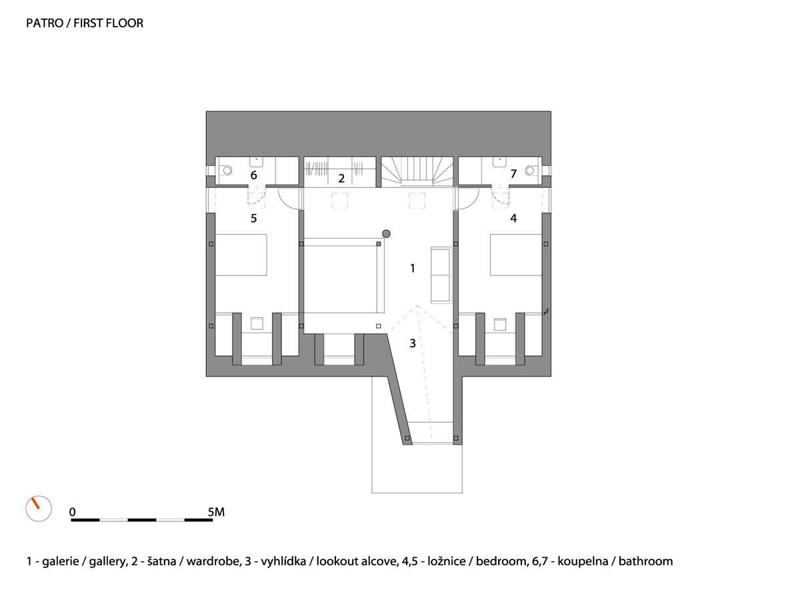 PATRO / FIRST FLOOR
6
2
7
5
4
1
3
0 5M
1 - galerie / gallery, 2 - šatna / wardrobe, 3 - vyhlídka / lookout alcove, 4,5 - ložnice / bedroom, 6,7 - koupelna / bathroom